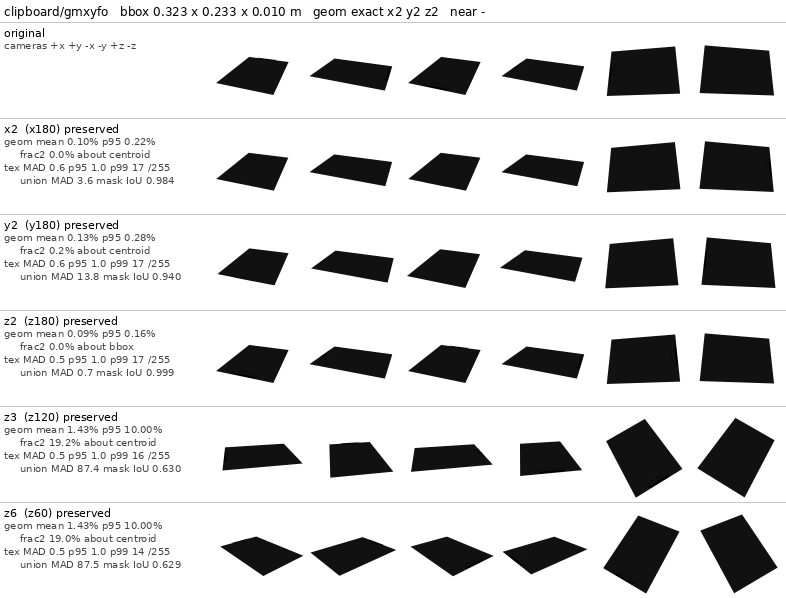 clipboard/gmxyfo bbox 0.323 x 0.233 x 0.010 m geom exact x2 y2 z2 near -
original
cameras +x +y -x -y +z -z
x2 (x180) preserved
geom mean 0.10% p95 0.22%
frac2 0.0% about centroid
tex MAD 0.6 p95 1.0 p99 17 /255
union MAD 3.6 mask IoU 0.984
y2 (y180) preserved
geom mean 0.13% p95 0.28%
frac2 0.2% about centroid
tex MAD 0.6 p95 1.0 p99 17 /255
union MAD 13.8 mask IoU 0.940
z2 (z180) preserved
geom mean 0.09% p95 0.16%
frac2 0.0% about bbox
tex MAD 0.5 p95 1.0 p99 17 /255
union MAD 0.7 mask IoU 0.999
z3 (z120) preserved
geom mean 1.43% p95 10.00%
frac2 19.2% about centroid
tex MAD 0.5 p95 1.0 p99 16 /255
union MAD 87.4 mask IoU 0.630
z6 (z60) preserved
geom mean 1.43% p95 10.00%
frac2 19.0% about centroid
tex MAD 0.5 p95 1.0 p99 14 /255
union MAD 87.5 mask IoU 0.629